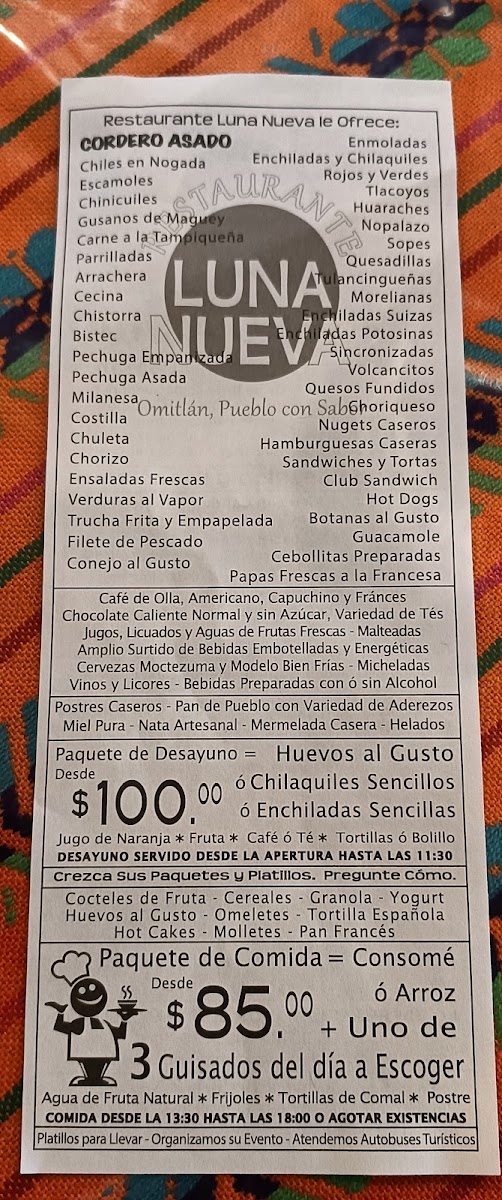 Restaurante Luna Nueva le Ofrece:
CORDERO ASADO
Chiles en Nogada
Escamoles
Chinicuiles
Gusanos de Maguey
Carne a la Tampiqueña
Parrilladas
Arrachera
Cecina
Chistorra
Bistec
Pechuga Empanizada
Pechuga Asada
Milanesa
Costilla
Chuleta
Chorizo
Ensaladas Frescas
Verduras al Vapor
Trucha Frita y Empapelada
Filete de Pescado
Conejo al Gusto
RESTAURANTE
LUNA
NUEVA
Omitlán, Pueblo con Sabor
Enmoladas
Enchiladas y Chilaquiles
Rojos y Verdes
Tlacoyos
Huaraches
Nopalazo
Sopes
Quesadillas
Tulancingueñas
Morelianas
Enchiladas Suizas
Enchiladas Potosinas
Sincronizadas
Volcancitos
Quesos Fundidos
Choriqueso
Nugets Caseros
Hamburguesas Caseras
Sandwiches y Tortas
Club Sandwich
Hot Dogs
Botanas al Gusto
Guacamole
Cebollitas Preparadas
Papas Frescas a la Francesa
Café de Olla, Americano, Capuchino y Fránces
Chocolate Caliente Normal y sin Azúcar, Variedad de Tés
Jugos, Licuados y Aguas de Frutas Frescas - Malteadas
Amplio Surtido de Bebidas Embotelladas y Energéticas
Cervezas Moctezuma y Modelo Bien Frías - Micheladas
Vinos y Licores - Bebidas Preparadas con ó sin Alcohol
Postres Caseros - Pan de Pueblo con Variedad de Aderezos
Miel Pura - Nata Artesanal - Mermelada Casera - Helados
Paquete de Desayuno = Huevos al Gusto
Desde
$100.00
ó Chilaquiles Sencillos
ó Enchiladas Sencillas
Jugo de Naranja * Fruta * Café ó Té * Tortillas ó Bolillo
DESAYUNO SERVIDO DESDE LA APERTURA HASTA LAS 11:30
Crezca Sus Paquetes y Platillos. Pregunte Cómo.
Cocteles de Fruta - Cereales - Granola - Yogurt
Huevos al Gusto - Omeletes - Tortilla Española
Hot Cakes - Molletes - Pan Francés
Paquete de Comida = Consomé
Desde
$85.00
ó Arroz
+ Uno de
3 Guisados del día a Escoger
Agua de Fruta Natural * Frijoles * Tortillas de Comal * Postre
COMIDA DESDE LA 13:30 HASTA LAS 18:00 O AGOTAR EXISTENCIAS
Platillos para Llevar - Organizamos su Evento - Atendemos Autobuses Turísticos